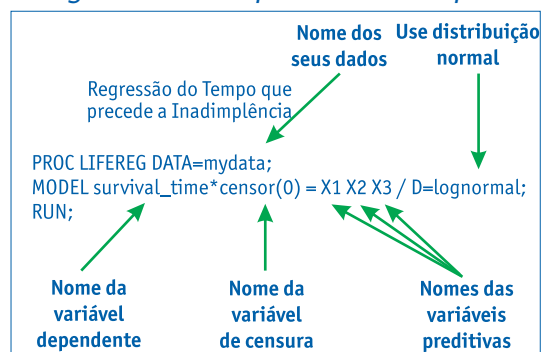 Nome dos
seus dados
Use distribuição
normal
Regressão do Tempo que
precede a Inadimplência
PROC LIFEREG DATA=mydata;
MODEL survival_time*censor(0) = X1 X2 X3 / D=lognormal;
RUN;
Nome da
variável
dependente
Nome da
variável
de censura
Nomes das
variáveis
preditivas